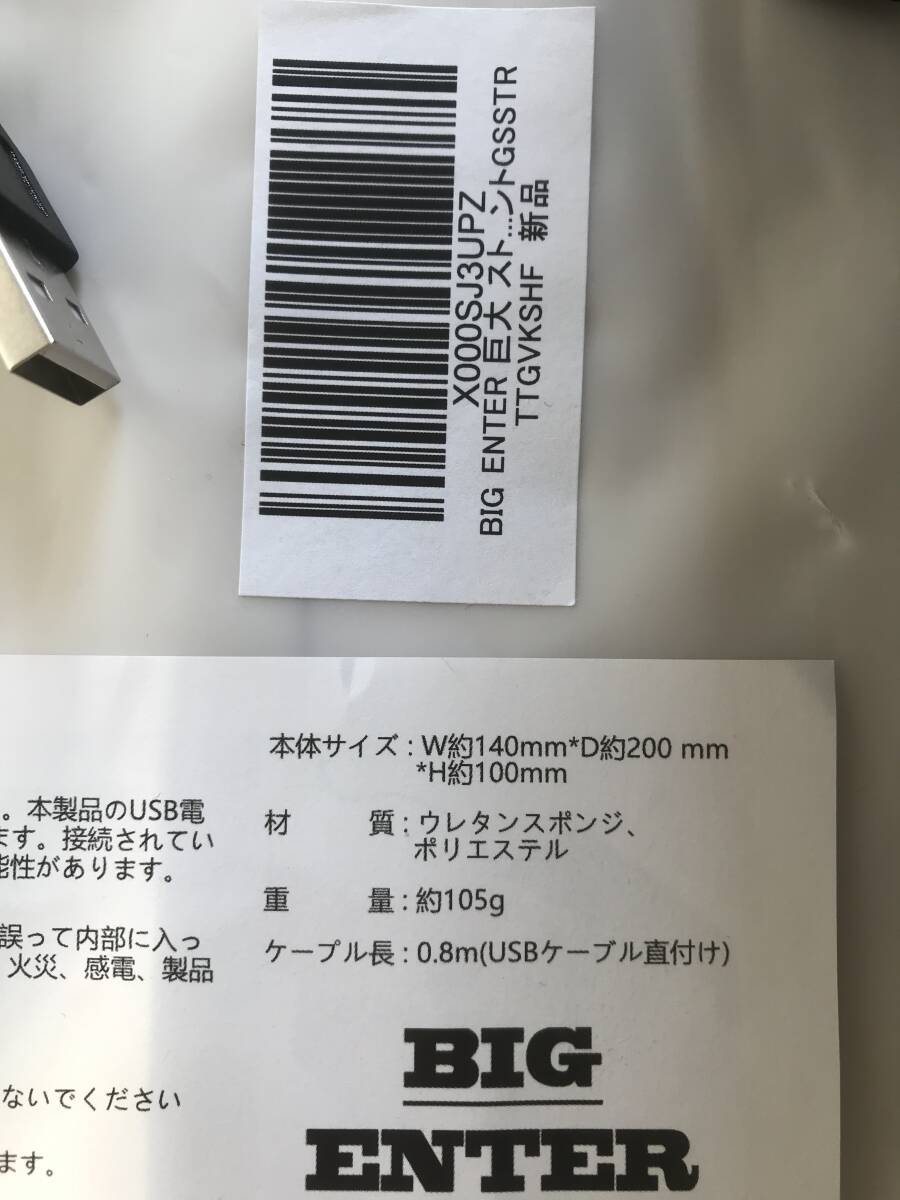 X000SJ3UPZ
BIG ENTER 巨大 スト...ントGSSTR
TTGVKSHF 新品
本体サイズ:W約140mm*D約200 mm
*H約100mm
材 質:ウレタンスポンジ、
ポリエステル
重 量:約105g
ケープル長:0.8m(USBケーブル直付け)
。本製品のUSB電
ます。接続されてい
能性があります。
誤って内部に入っ
火災、感電、製品
ないでください
ます。
BIG
ENTER